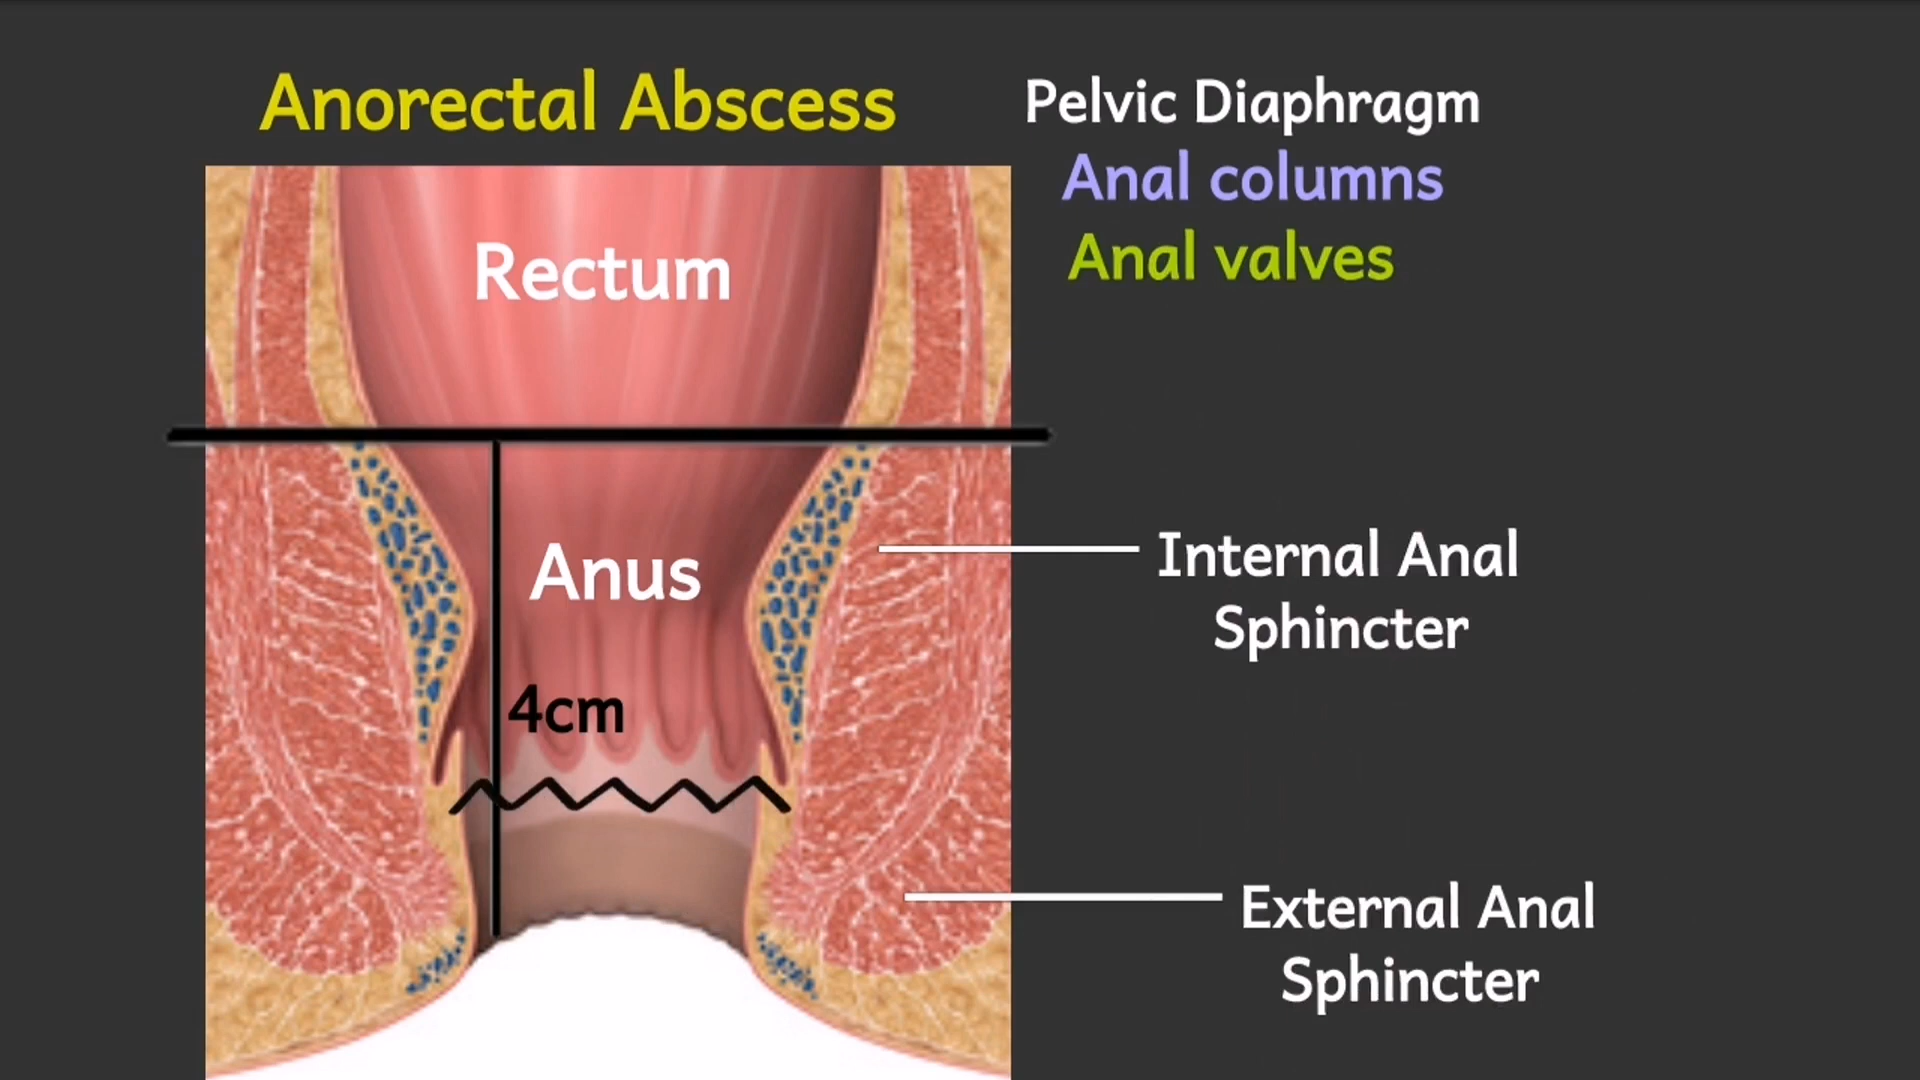 Anorectal Abscess
Pelvic Diaphragm
Anal columns
Anal valves
Rectum
Anus
4cm
Internal Anal
Sphincter
External Anal
Sphincter